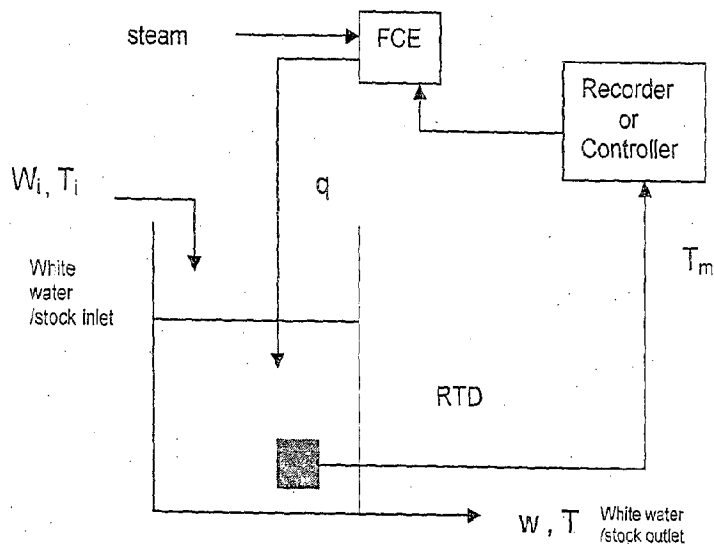 steam
FCE
Recorder
or
Controller
Wi, Ti
q
Tm
White
water
/stock inlet
RTD
w , T White water
/stock outlet